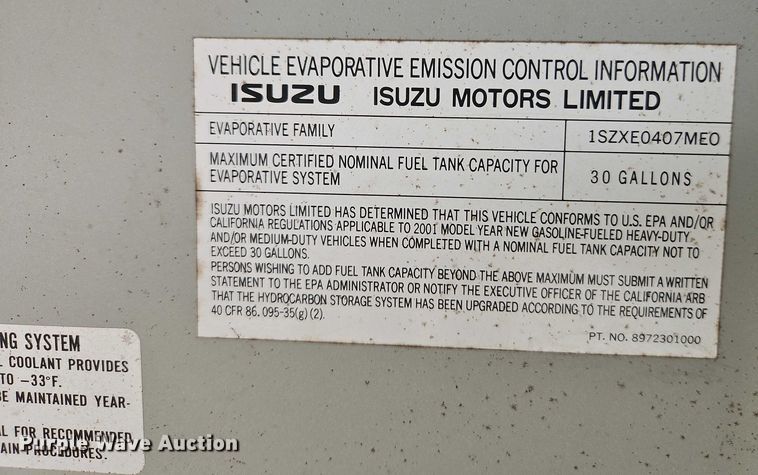 VEHICLE EVAPORATIVE EMISSION CONTROL INFORMATION
ISUZU ISUZU MOTORS LIMITED
EVAPORATIVE FAMILY 1SZXE0407ME0
MAXIMUM CERTIFIED NOMINAL FUEL TANK CAPACITY FOR
EVAPORATIVE SYSTEM
30 GALLONS
ISUZU MOTORS LIMITED HAS DETERMINED THAT THIS VEHICLE CONFORMS TO U.S. EPA AND/OR
CALIFORNIA REGULATIONS APPLICABLE TO 2001 MODEL YEAR NEW GASOLINE-FUELED HEAVY-DUTY
AND/OR MEDIUM-DUTY VEHICLES WHEN COMPLETED WITH A NOMINAL FUEL TANK CAPACITY NOT TO
EXCEED 30 GALLONS.
PERSONS WISHING TO ADD FUEL TANK CAPACITY BEYOND THE ABOVE MAXIMUM MUST SUBMIT A WRITTEN
STATEMENT TO THE EPA ADMINISTRATOR OR NOTIFY THE EXECUTIVE OFFICER OF THE CALIFORNIA ARB
THAT THE HYDROCARBON STORAGE SYSTEM HAS BEEN UPGRADED ACCORDING TO THE REQUIREMENTS OF
40 CFR 86. 095-35(g) (2).
PT. NO. 8972301000
NG SYSTEM
L COOLANT PROVIDES
TO -33°F.
BE MAINTAINED YEAR-
AL FOR RECOMMENDED
AIN PROCEDURES.
Purple Wave Auction